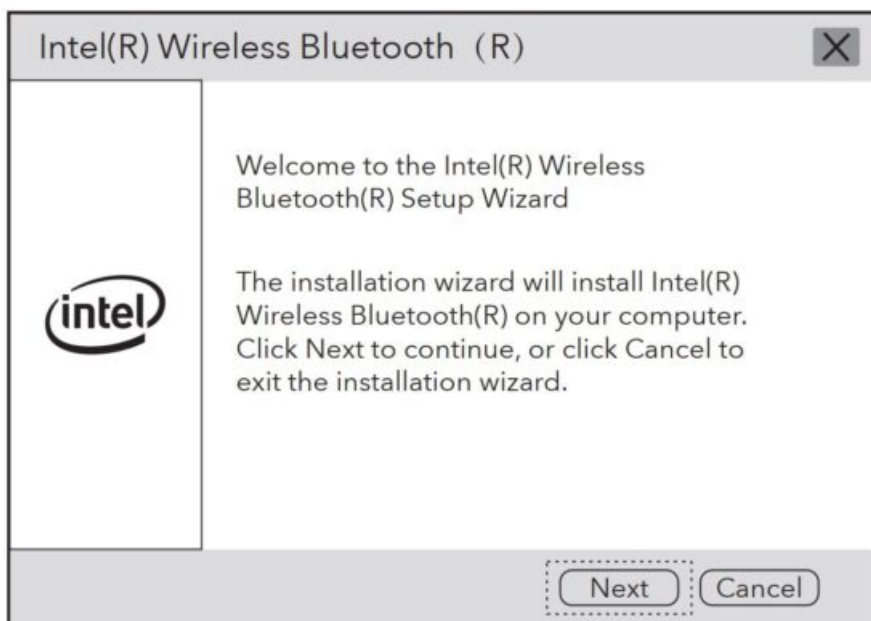 Intel(R) Wireless Bluetooth (R)
Welcome to the Intel(R) Wireless
Bluetooth(R) Setup Wizard
The installation wizard will install Intel(R)
Wireless Bluetooth(R) on your computer.
Click Next to continue, or click Cancel to
exit the installation wizard.
intel
Next Cancel